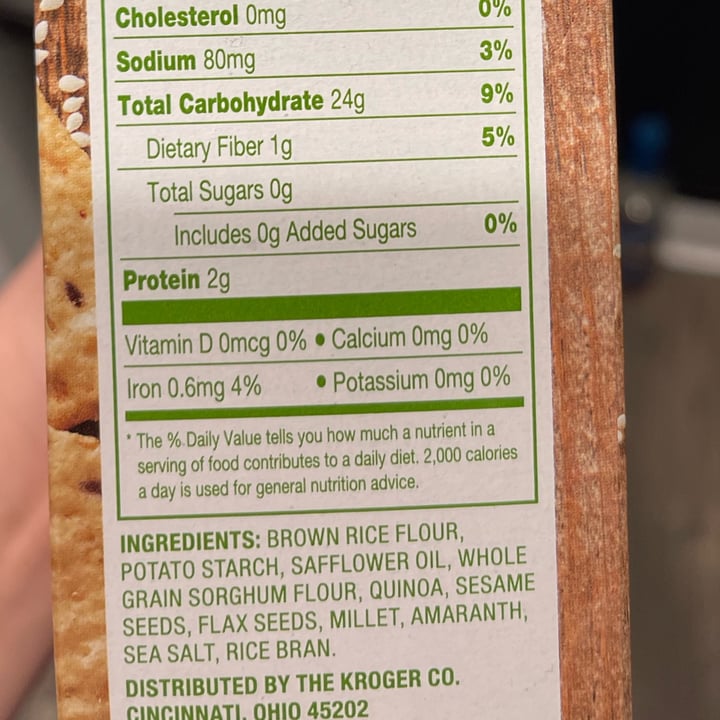 Cholesterol 0mg 0%
Sodium 80mg 3%
Total Carbohydrate 24g 9%
Dietary Fiber 1g 5%
Total Sugars 0g
Includes 0g Added Sugars 0%
Protein 2g
Vitamin D 0mcg 0% • Calcium 0mg 0%
Iron 0.6mg 4% • Potassium 0mg 0%
* The % Daily Value tells you how much a nutrient in a
serving of food contributes to a daily diet. 2,000 calories
a day is used for general nutrition advice.
INGREDIENTS: BROWN RICE FLOUR,
POTATO STARCH, SAFFLOWER OIL, WHOLE
GRAIN SORGHUM FLOUR, QUINOA, SESAME
SEEDS, FLAX SEEDS, MILLET, AMARANTH,
SEA SALT, RICE BRAN.
DISTRIBUTED BY THE KROGER CO.
CINCINNATI, OHIO 45202